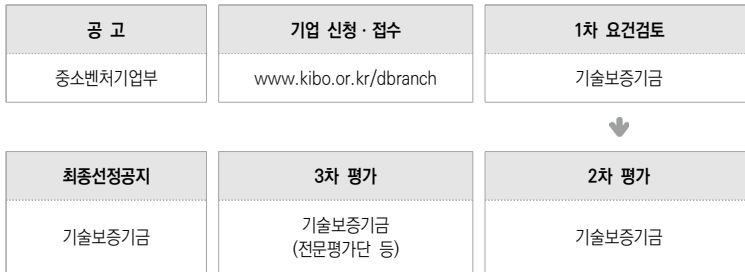 공 고
중소벤처기업부
기업 신청 · 접수
www.kibo.or.kr/dbranch
1차 요건검토
기술보증기금
2차 평가
기술보증기금
3차 평가
기술보증기금
(전문평가단 등)
최종선정공지
기술보증기금